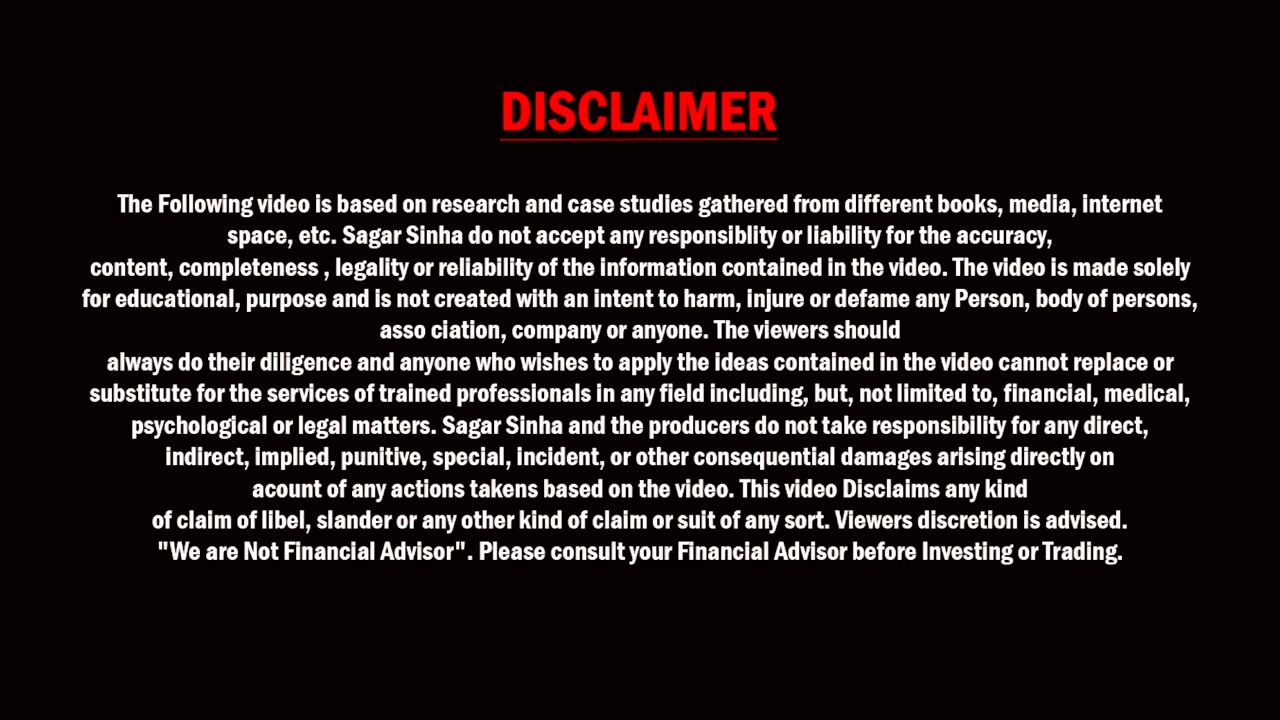 DISCLAIMER
The Following video is based on research and case studies gathered from different books, media, internet
space, etc. Sagar Sinha do not accept any responsiblity or liability for the accuracy,
content, completeness , legality or reliability of the information contained in the video. The video is made solely
for educational, purpose and is not created with an intent to harm, injure or defame any Person, body of persons,
asso ciation, company or anyone. The viewers should
always do their diligence and anyone who wishes to apply the ideas contained in the video cannot replace or
substitute for the services of trained professionals in any field including, but, not limited to, financial, medical,
psychological or legal matters. Sagar Sinha and the producers do not take responsibility for any direct,
indirect, implied, punitive, special, incident, or other consequential damages arising directly on
acount of any actions takens based on the video. This video Disclaims any kind
of claim of libel, slander or any other kind of claim or suit of any sort. Viewers discretion is advised.
"We are Not Financial Advisor". Please consult your Financial Advisor before Investing or Trading.